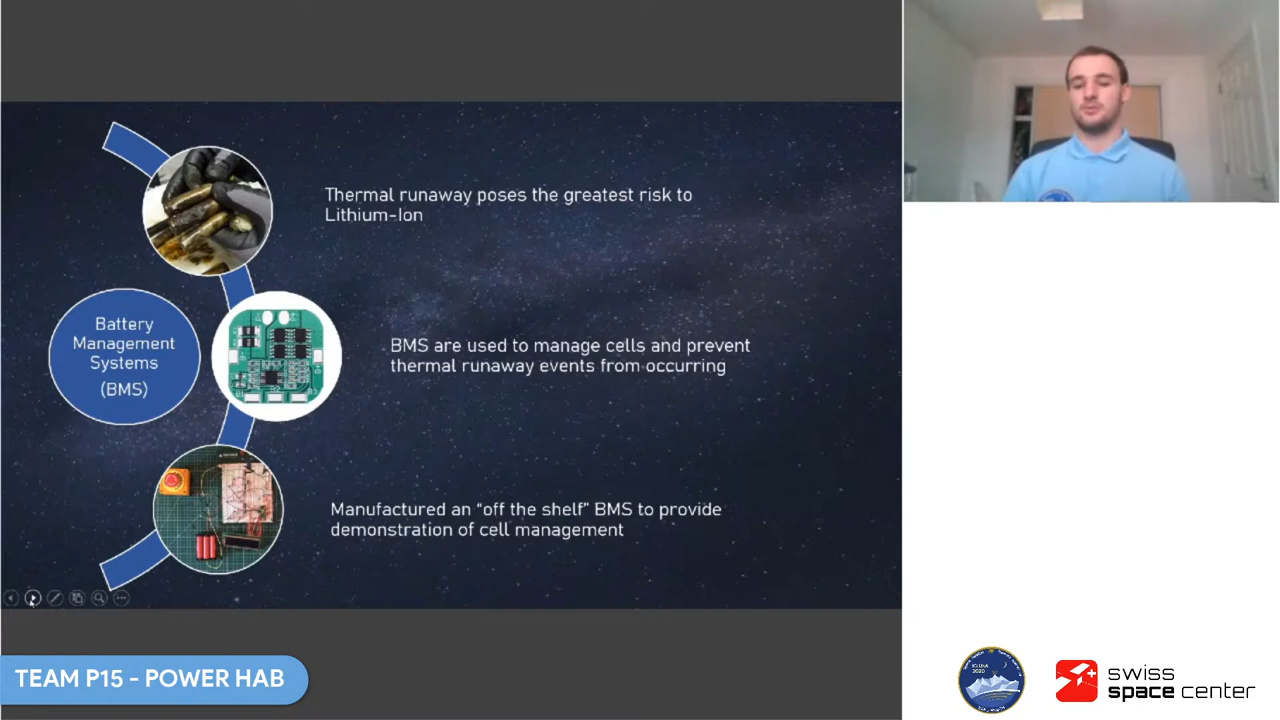 Thermal runaway poses the greatest risk to
Lithium-Ion
Battery
Management
Systems
(BMS)
BMS are used to manage cells and prevent
thermal runaway events from occurring
Manufactured an “off the shelf” BMS to provide
demonstration of cell management
TEAM P15 - POWER HAB
IGLUNA
2020
swiss
space center